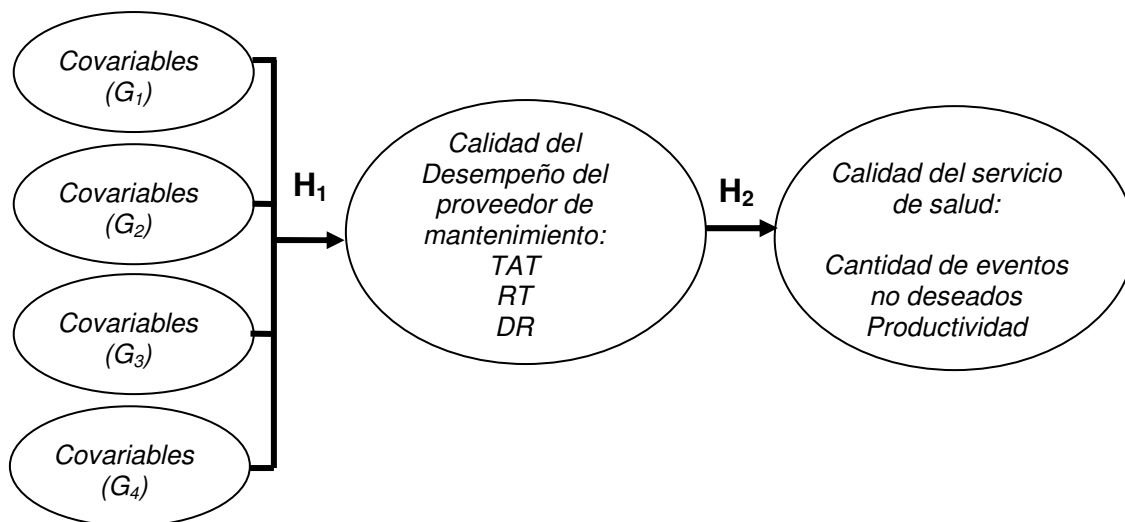 Covariables
(G₁)
Covariables
(G₂)
Covariables
(G₃)
Covariables
(G₄)
H₁
Calidad del
Desempeño del
proveedor de
mantenimiento:
TAT
RT
DR
H₂
Calidad del servicio
de salud:
Cantidad de eventos
no deseados
Productividad